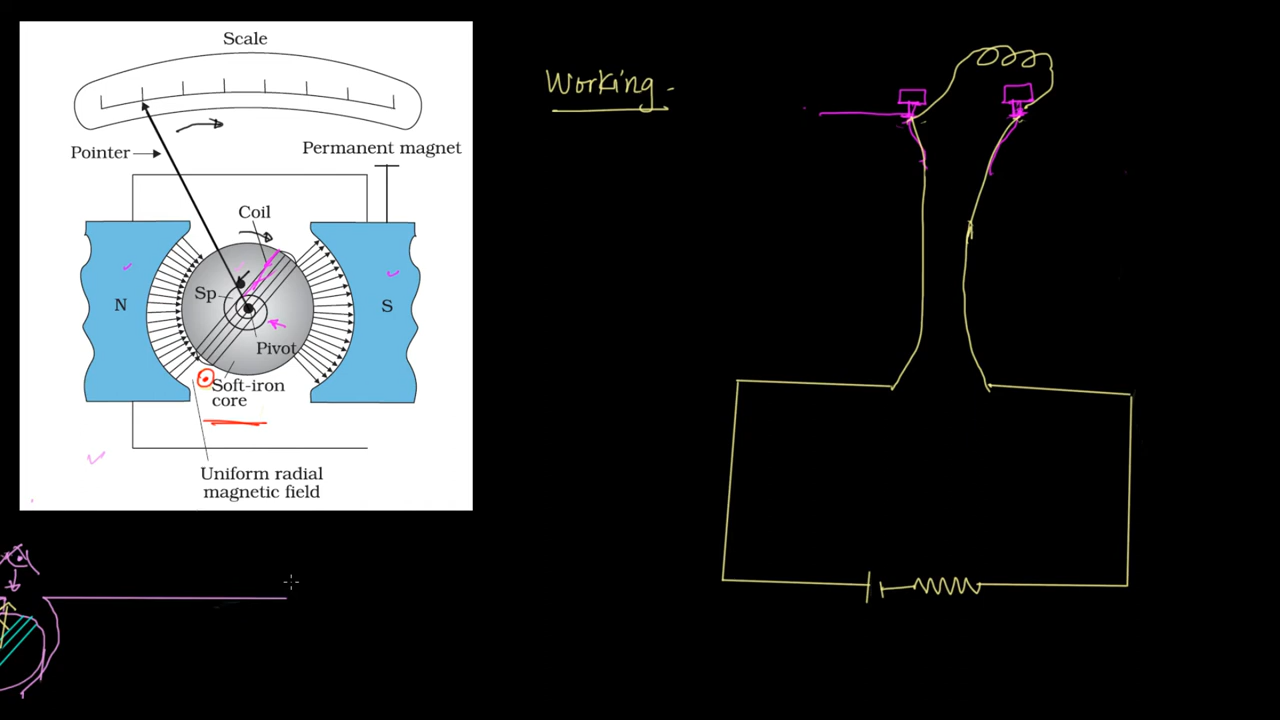 Scale
Working.
Pointer
Permanent magnet
Coil
Sp
N
S
Pivot
Soft-iron
core
Uniform radial
magnetic field